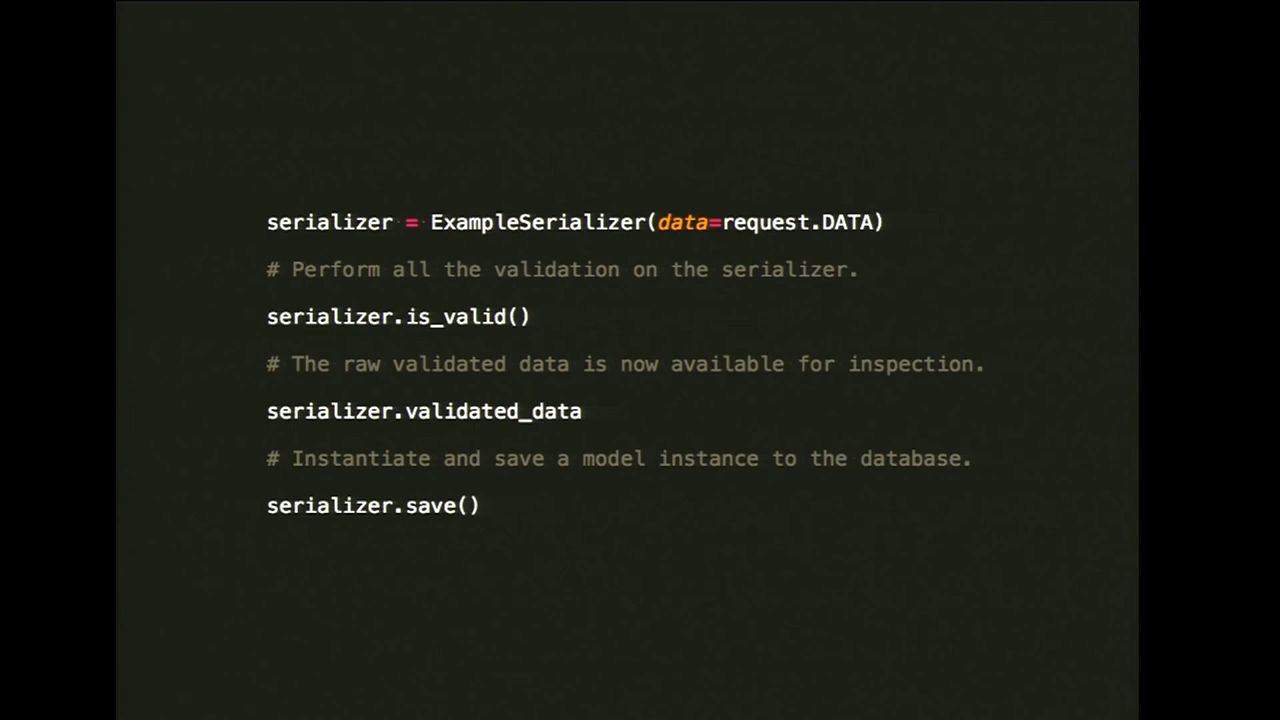 serializer = ExampleSerializer(data=request.DATA)
# Perform all the validation on the serializer.
serializer.is_valid()
# The raw validated data is now available for inspection.
serializer.validated_data
# Instantiate and save a model instance to the database.
serializer.save()